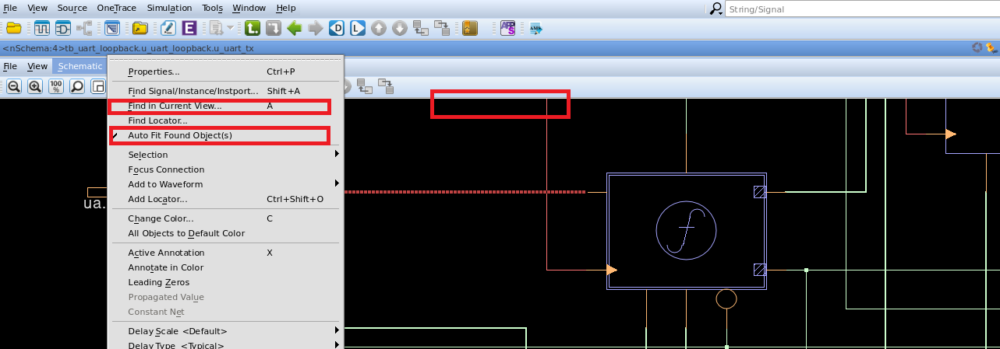 File View Source OneTrace Simulation Tools Window Help
String/Signal
<nSchema:4>tb_uart_loopback.u_uart_loopback.u_uart_tx
File View Schematic
100%
Properties... Ctrl+P
Find Signal/Instance/Instport... Shift+A
Find in Current View... A
Find Locator...
Auto Fit Found Object(s)
Selection
Focus Connection
Add to Waveform
Add Locator... Ctrl+Shift+O
ua.
Change Color... C
All Objects to Default Color
Active Annotation X
Annotate in Color
Leading Zeros
Propagated Value
Constant Net
Delay Scale <Default>
Delay Type <Typical>